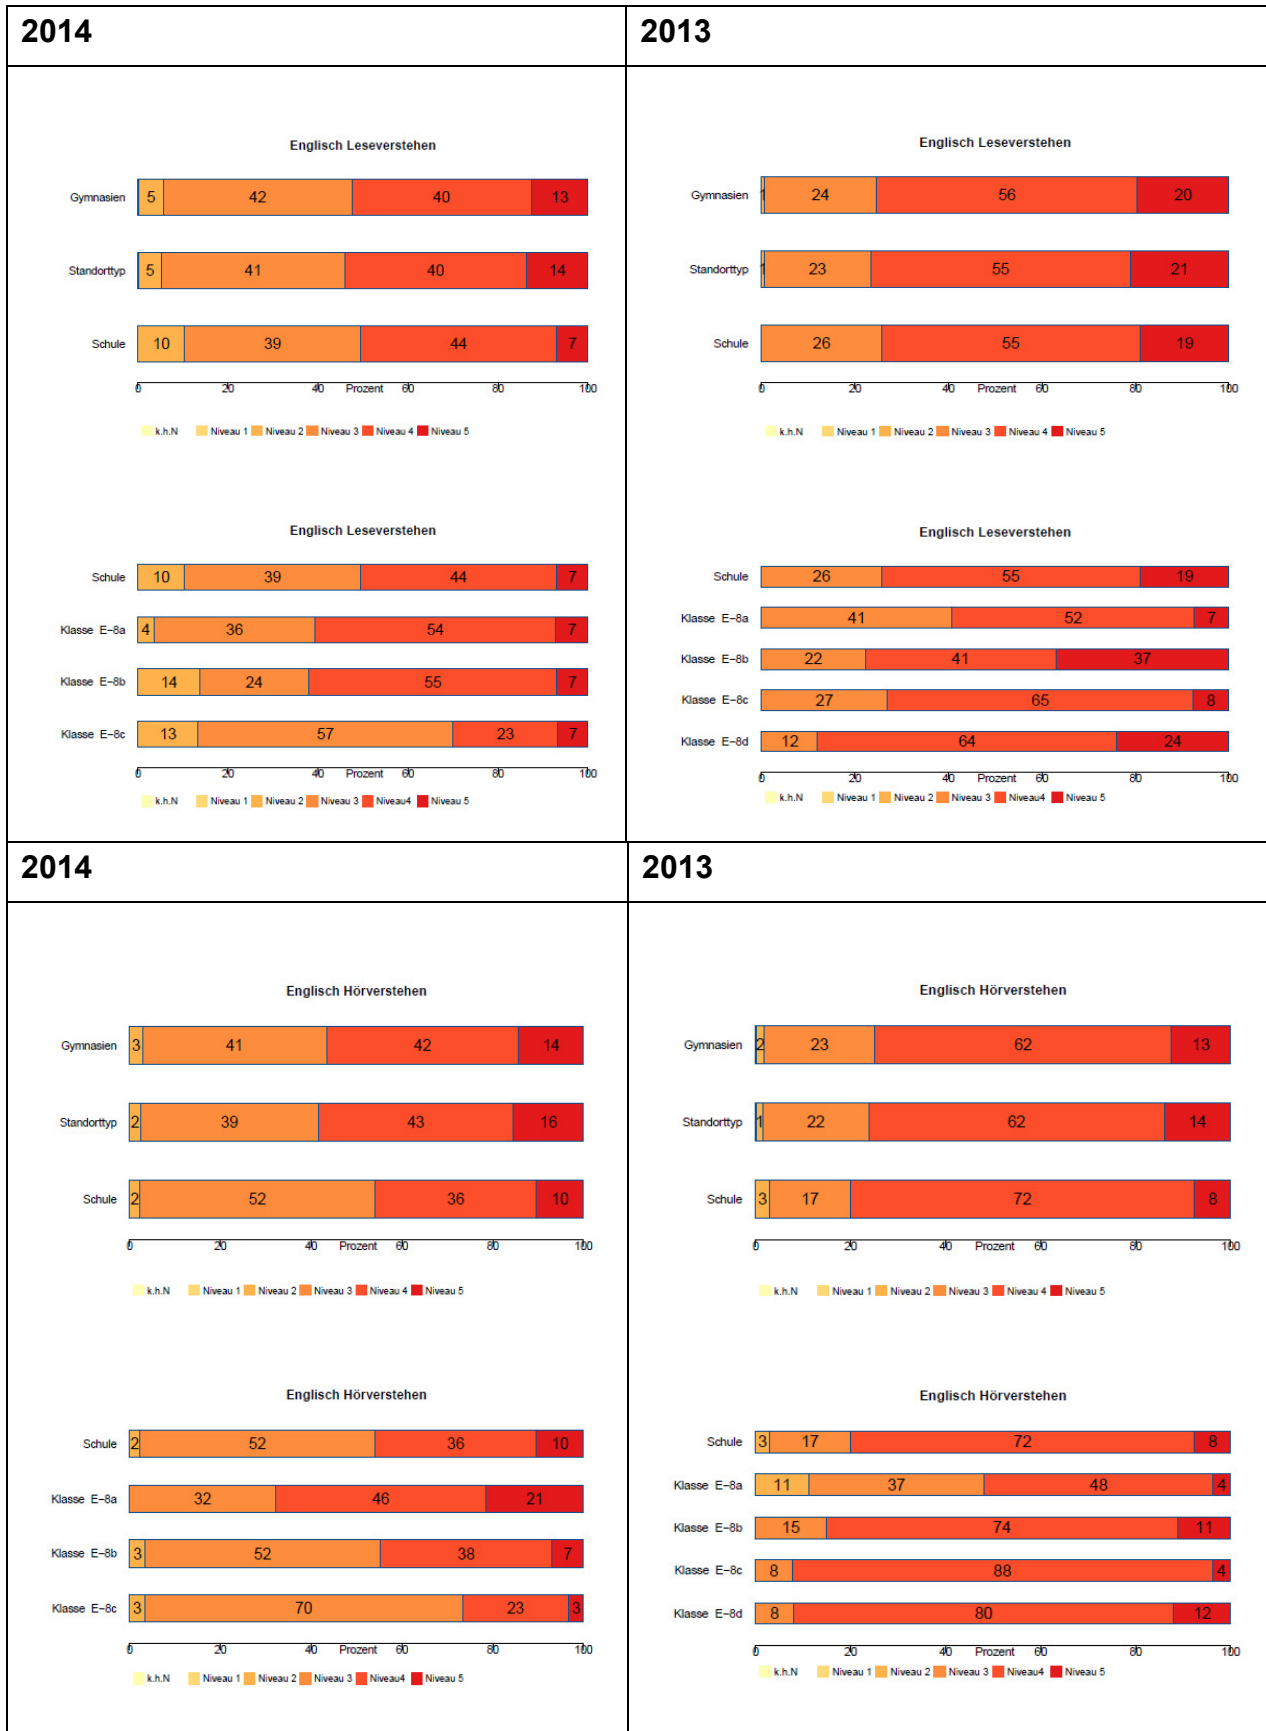 2014
2013
Englisch Leseverstehen
Gymnasien 5 42 40 13
Standorttyp 5 41 40 14
Schule 10 39 44 7
0 20 40 Prozent 60 80 100
k.h.N Niveau 1 Niveau 2 Niveau 3 Niveau 4 Niveau 5
Englisch Leseverstehen
Gymnasien 1 24 56 20
Standorttyp 1 23 55 21
Schule 26 55 19
0 20 40 Prozent 60 80 100
k.h.N Niveau 1 Niveau 2 Niveau 3 Niveau 4 Niveau 5
Englisch Leseverstehen
Schule 10 39 44 7
Klasse E-8a 4 36 54 7
Klasse E-8b 14 24 55 7
Klasse E-8c 13 57 23 7
0 20 40 Prozent 60 80 100
k.h.N Niveau 1 Niveau 2 Niveau 3 Niveau4 Niveau 5
Englisch Leseverstehen
Schule 26 55 19
Klasse E-8a 41 52 7
Klasse E-8b 22 41 37
Klasse E-8c 27 65 8
Klasse E-8d 12 64 24
0 20 40 Prozent 60 80 100
k.h.N Niveau 1 Niveau 2 Niveau 3 Niveau4 Niveau 5
2014
2013
Englisch Hörverstehen
Gymnasien 3 41 42 14
Standorttyp 2 39 43 16
Schule 2 52 36 10
0 20 40 Prozent 60 80 100
k.h.N Niveau 1 Niveau 2 Niveau 3 Niveau 4 Niveau 5
Englisch Hörverstehen
Gymnasien 2 23 62 13
Standorttyp 1 22 62 14
Schule 3 17 72 8
0 20 40 Prozent 60 80 100
k.h.N Niveau 1 Niveau 2 Niveau 3 Niveau 4 Niveau 5
Englisch Hörverstehen
Schule 2 52 36 10
Klasse E-8a 32 46 21
Klasse E-8b 3 52 38 7
Klasse E-8c 3 70 23 3
0 20 40 Prozent 60 80 100
k.h.N Niveau 1 Niveau 2 Niveau 3 Niveau4 Niveau 5
Englisch Hörverstehen
Schule 3 17 72 8
Klasse E-8a 11 37 48 4
Klasse E-8b 15 74 11
Klasse E-8c 8 88 4
Klasse E-8d 8 80 12
0 20 40 Prozent 60 80 100
k.h.N Niveau 1 Niveau 2 Niveau 3 Niveau4 Niveau 5